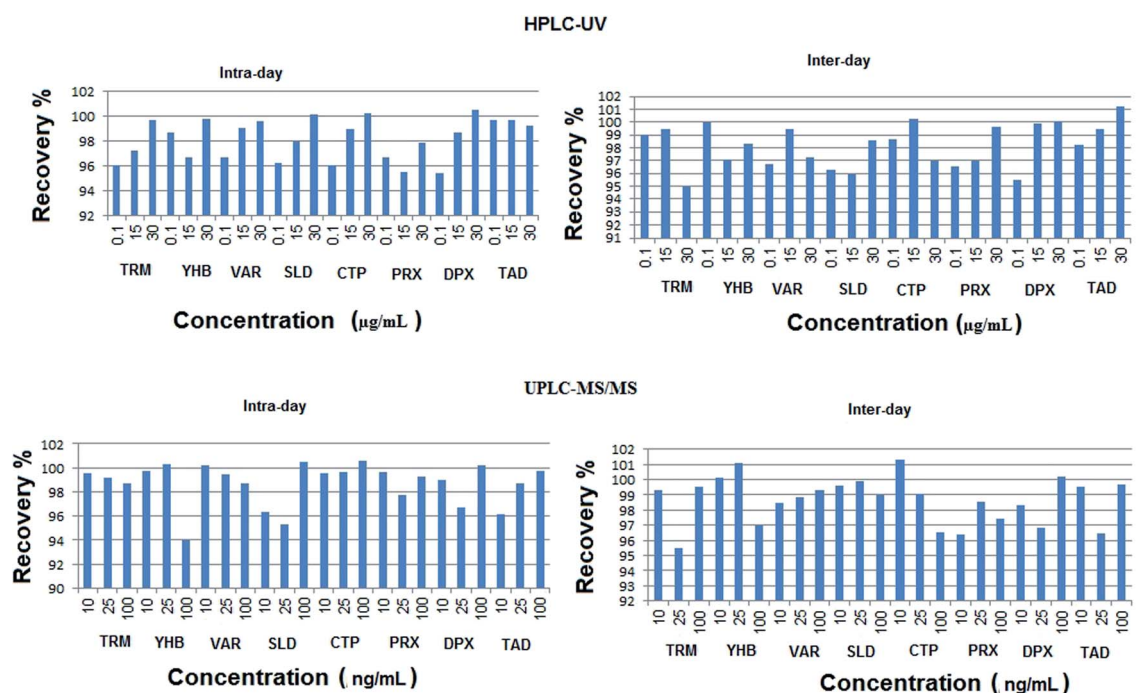 HPLC-UV
Intra-day
Recovery %
102
100
98
96
94
92
0.1 15 30 0.1 15 30 0.1 15 30 0.1 15 30 0.1 15 30 0.1 15 30 0.1 15 30 0.1 15 30
TRM YHB VAR SLD CTP PRX DPX TAD
Concentration (µg/mL )
Inter-day
Recovery %
102
101
100
99
98
97
96
95
94
93
92
91
0.1 15 30 0.1 15 30 0.1 15 30 0.1 15 30 0.1 15 30 0.1 15 30 0.1 15 30 0.1 15 30
TRM YHB VAR SLD CTP PRX DPX TAD
Concentration (µg/mL )
UPLC-MS/MS
Intra-day
Recovery %
102
100
98
96
94
92
90
10 25 100 10 25 100 10 25 100 10 25 100 10 25 100 10 25 100 10 25 100 10 25 100
TRM YHB VAR SLD CTP PRX DPX TAD
Concentration ( ng/mL )
Inter-day
Recovery %
102
101
100
99
98
97
96
95
94
93
92
10 25 100 10 25 100 10 25 100 10 25 100 10 25 100 10 25 100 10 25 100 10 25 100
TRM YHB VAR SLD CTP PRX DPX TAD
Concentration ( ng/mL )